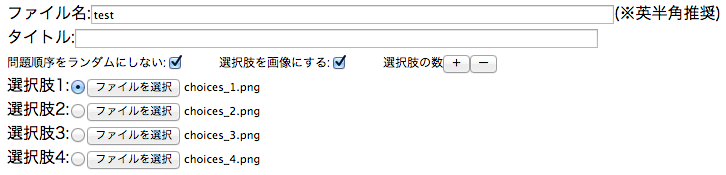 ファイル名:test(※英半角推奨)
タイトル:
問題順序をランダムにしない: 選択肢を画像にする: 選択肢の数 + −
選択肢1: ファイルを選択 choices_1.png
選択肢2: ファイルを選択 choices_2.png
選択肢3: ファイルを選択 choices_3.png
選択肢4: ファイルを選択 choices_4.png